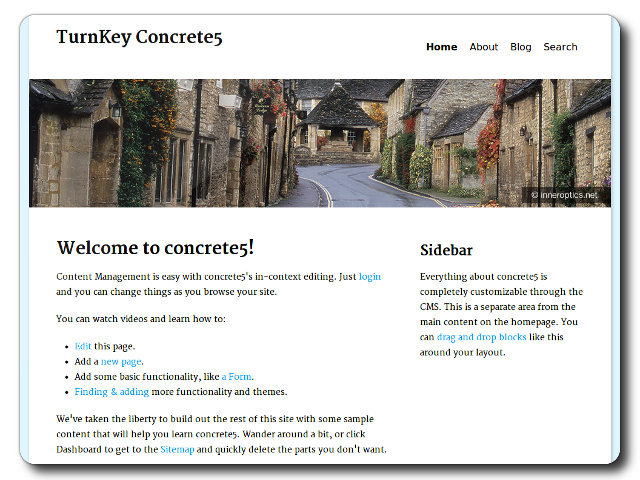 TurnKey Concrete5
Home About Blog Search
© inneroptics.net
Welcome to concrete5!
Content Management is easy with concrete5's in-context editing. Just login
and you can change things as you browse your site.
You can watch videos and learn how to:
Edit this page.
Add a new page.
Add some basic functionality, like a Form.
Finding & adding more functionality and themes.
We've taken the liberty to build out the rest of this site with some sample
content that will help you learn concrete5. Wander around a bit, or click
Dashboard to get to the Sitemap and quickly delete the parts you don't want.
Sidebar
Everything about concrete5 is
completely customizable through the
CMS. This is a separate area from the
main content on the homepage. You
can drag and drop blocks like this
around your layout.